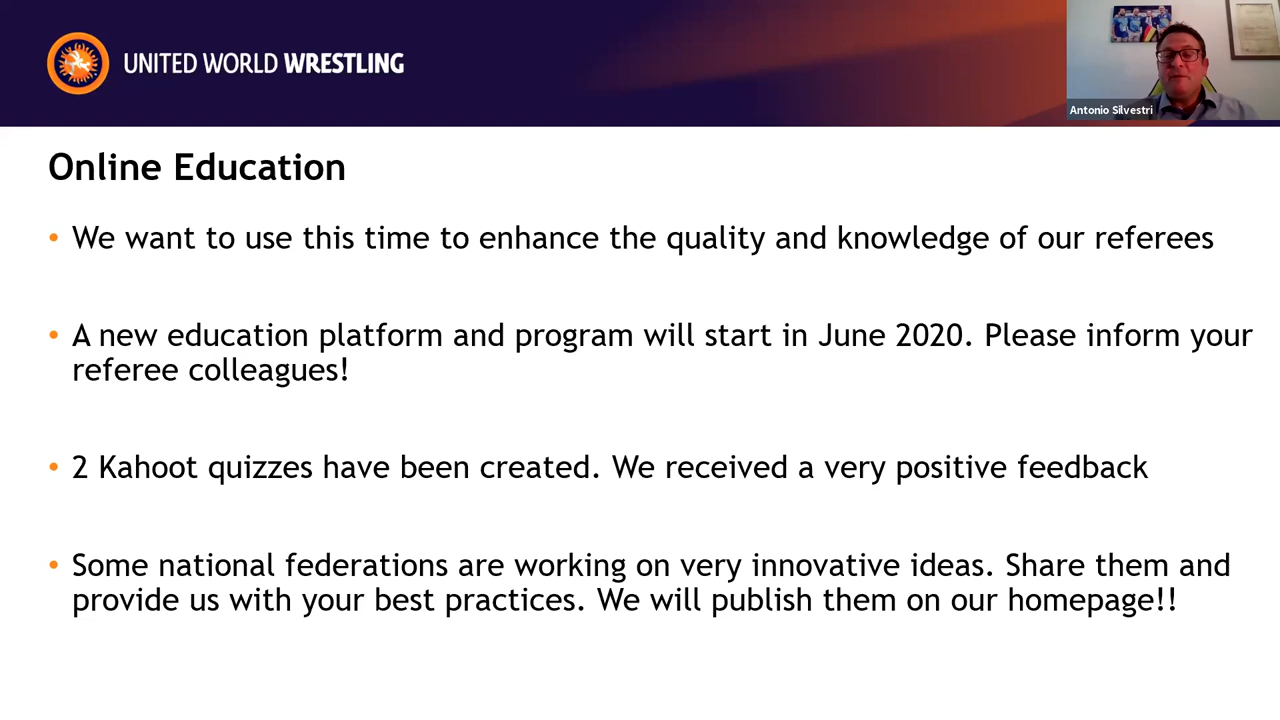 UNITED WORLD WRESTLING
Antonio Silvestri
Online Education
• We want to use this time to enhance the quality and knowledge of our referees
• A new education platform and program will start in June 2020. Please inform your
referee colleagues!
• 2 Kahoot quizzes have been created. We received a very positive feedback
• Some national federations are working on very innovative ideas. Share them and
provide us with your best practices. We will publish them on our homepage!!